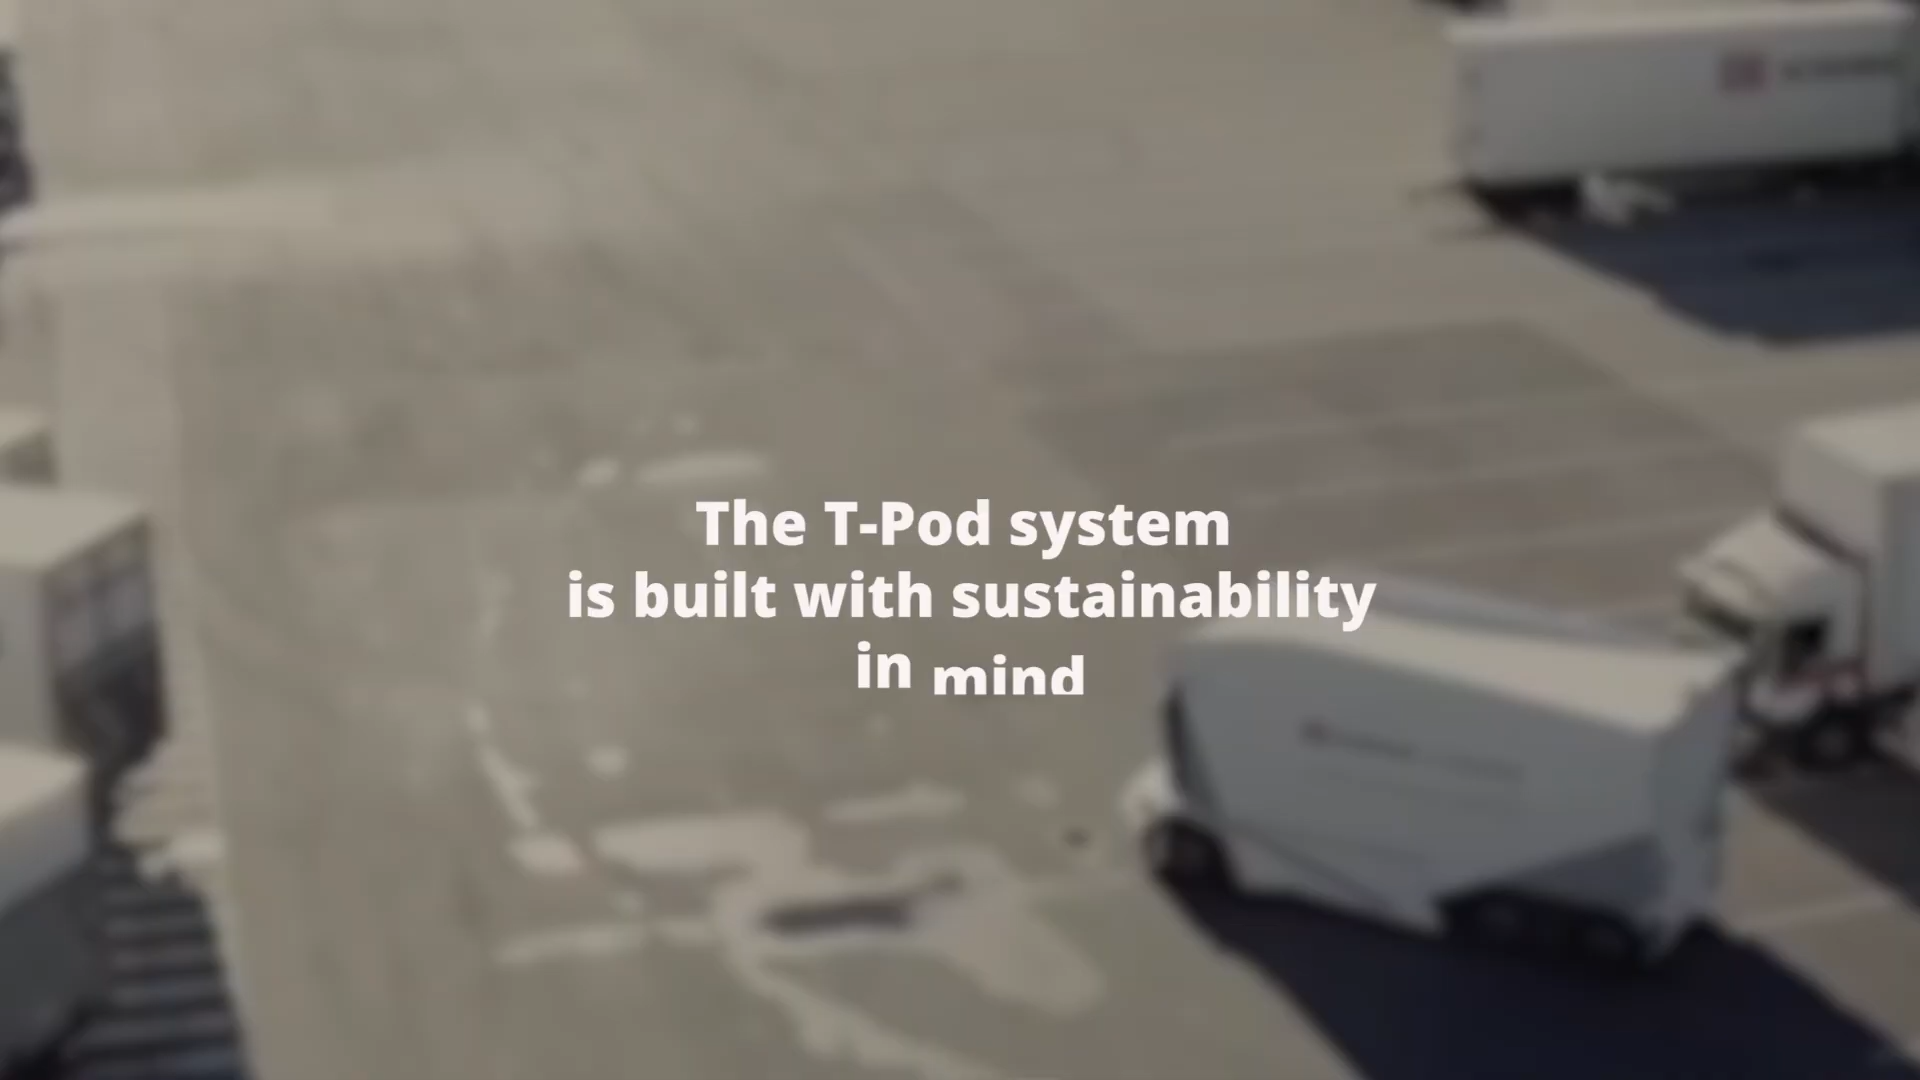 The T-Pod system
is built with sustainability
in mind